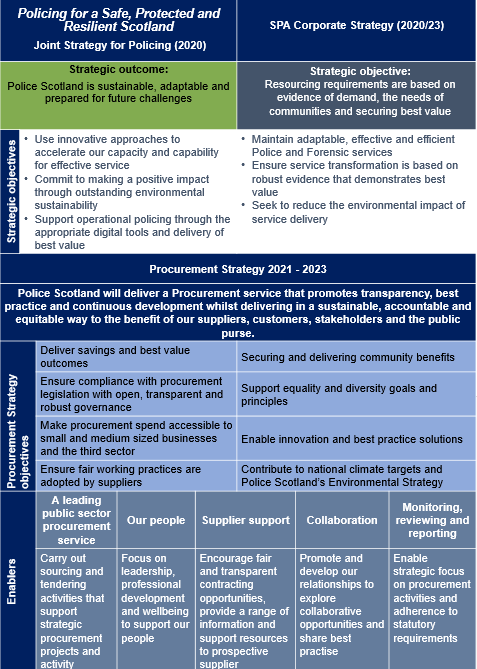 Policing for a Safe, Protected and
Resilient Scotland
Joint Strategy for Policing (2020)
SPA Corporate Strategy (2020/23)
Strategic outcome:
Police Scotland is sustainable, adaptable and
prepared for future challenges
Strategic objective:
Resourcing requirements are based on
evidence of demand, the needs of
communities and securing best value
Strategic objectives
• Use innovative approaches to
accelerate our capacity and capability
for effective service
• Commit to making a positive impact
through outstanding environmental
sustainability
• Support operational policing through the
appropriate digital tools and delivery of
best value
• Maintain adaptable, effective and efficient
Police and Forensic services
• Ensure service transformation is based on
robust evidence that demonstrates best
value
• Seek to reduce the environmental impact of
service delivery
Procurement Strategy 2021 - 2023
Police Scotland will deliver a Procurement service that promotes transparency, best
practice and continuous development whilst delivering in a sustainable, accountable and
equitable way to the benefit of our suppliers, customers, stakeholders and the public
purse.
Procurement Strategy
objectives
Deliver savings and best value
outcomes
Securing and delivering community benefits
Ensure compliance with procurement
legislation with open, transparent and
robust governance
Support equality and diversity goals and
principles
Make procurement spend accessible to
small and medium sized businesses
and the third sector
Enable innovation and best practice solutions
Ensure fair working practices are
adopted by suppliers
Contribute to national climate targets and
Police Scotland's Environmental Strategy
Enablers
A leading
public sector
procurement
service
Our people
Supplier support
Collaboration
Monitoring,
reviewing and
reporting
Carry out
sourcing and
tendering
activities that
support
strategic
procurement
projects and
activity
Focus on
leadership,
professional
development
and wellbeing
to support our
people
Encourage fair
and transparent
contracting
opportunities,
provide a range of
information and
support resources
to prospective
supplier
Promote and
develop our
relationships to
explore
collaborative
opportunities and
share best
practise
Enable
strategic focus
on procurement
activities and
adherence to
statutory
requirements